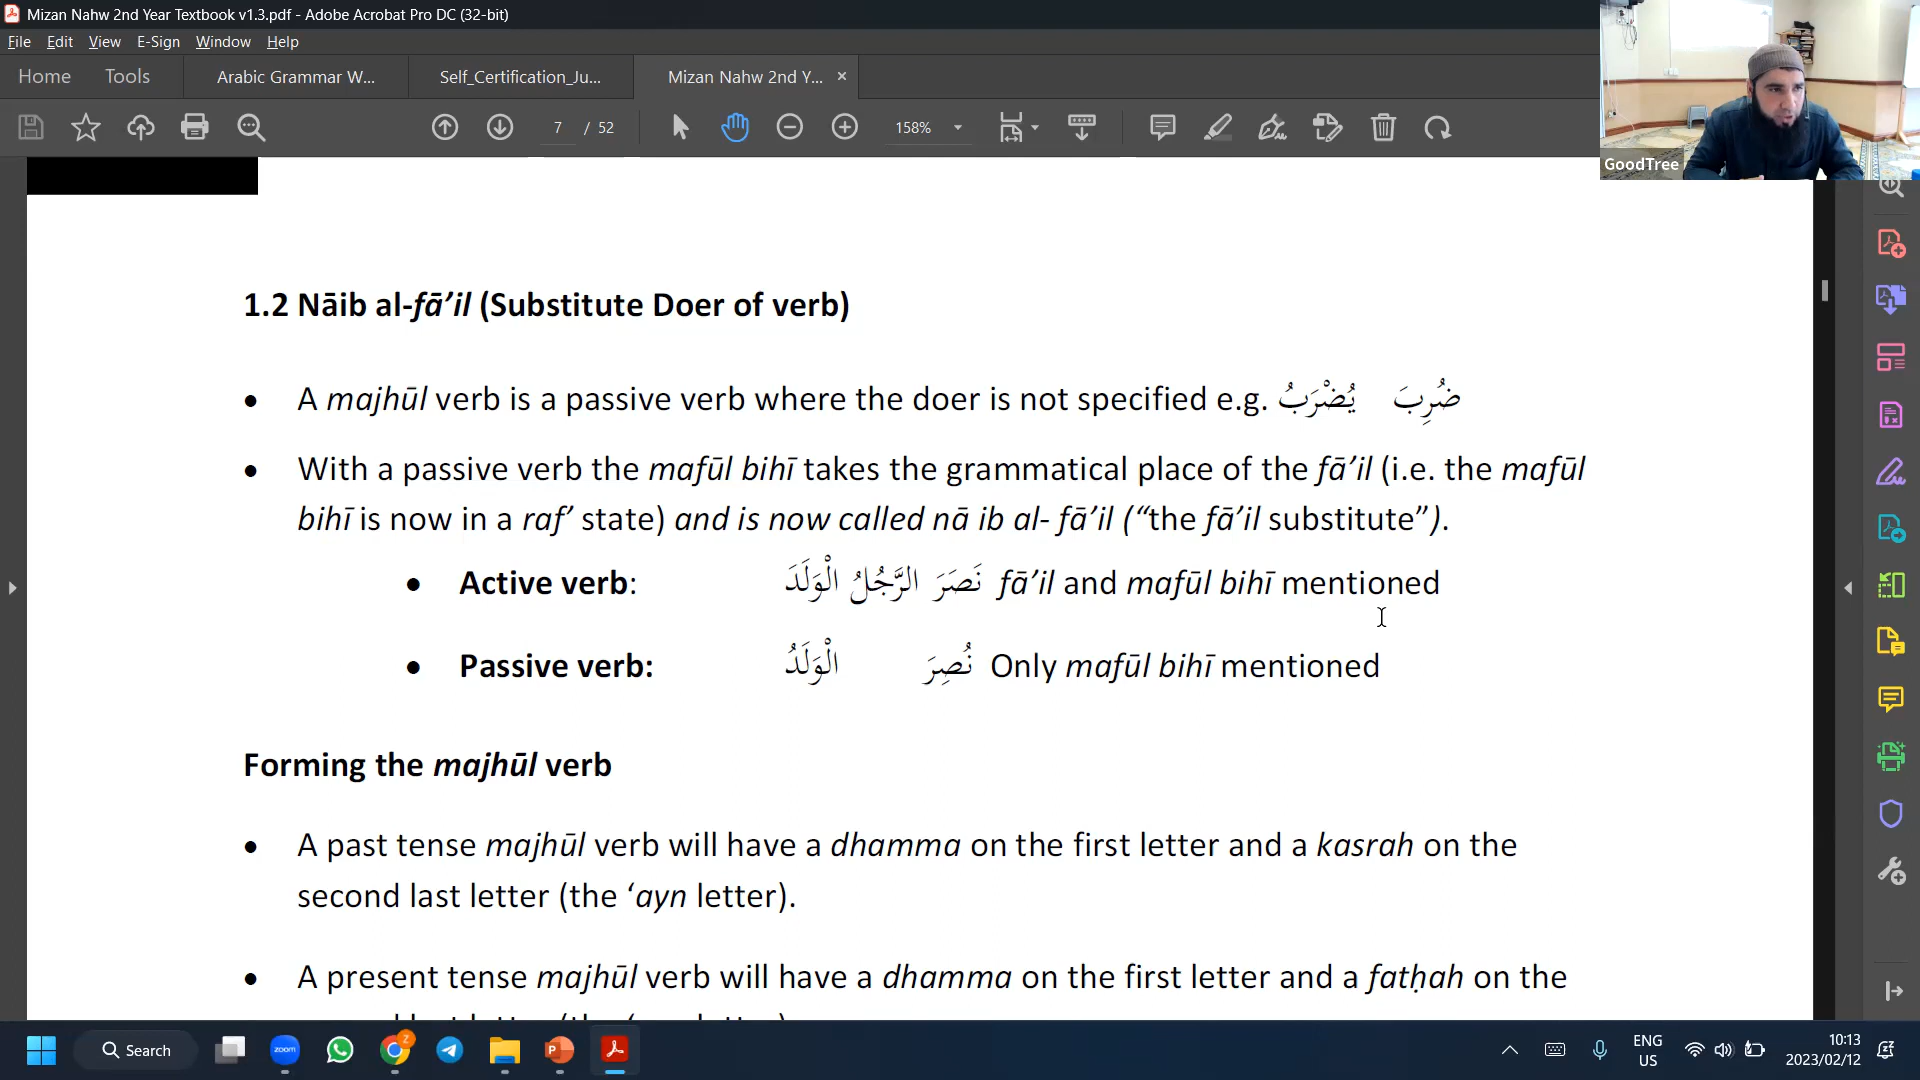 Mizan Nahw 2nd Year Textbook v1.3.pdf - Adobe Acrobat Pro DC (32-bit)
File Edit View E-Sign Window Help
Home Tools Arabic Grammar W... Self_Certification_Ju... Mizan Nahw 2nd Y... ×
7 / 52 158%
GoodTree
1.2 Nāib al-fā’il (Substitute Doer of verb)
• A majhūl verb is a passive verb where the doer is not specified e.g. ضُرِبَ يُضْرَبُ
• With a passive verb the mafūl bihī takes the grammatical place of the fā’il (i.e. the mafūl
bihī is now in a raf’ state) and is now called nā ib al- fā’il (“the fā’il substitute”).
• Active verb: نَصَرَ الرَّجُلُ الْوَلَدَ fā’il and mafūl bihī mentioned
• Passive verb: نُصِرَ الْوَلَدُ Only mafūl bihī mentioned
Forming the majhūl verb
• A past tense majhūl verb will have a dhamma on the first letter and a kasrah on the
second last letter (the ‘ayn letter).
• A present tense majhūl verb will have a dhamma on the first letter and a fatḥah on the
Search zoom ENG
US
10:13
2023/02/12